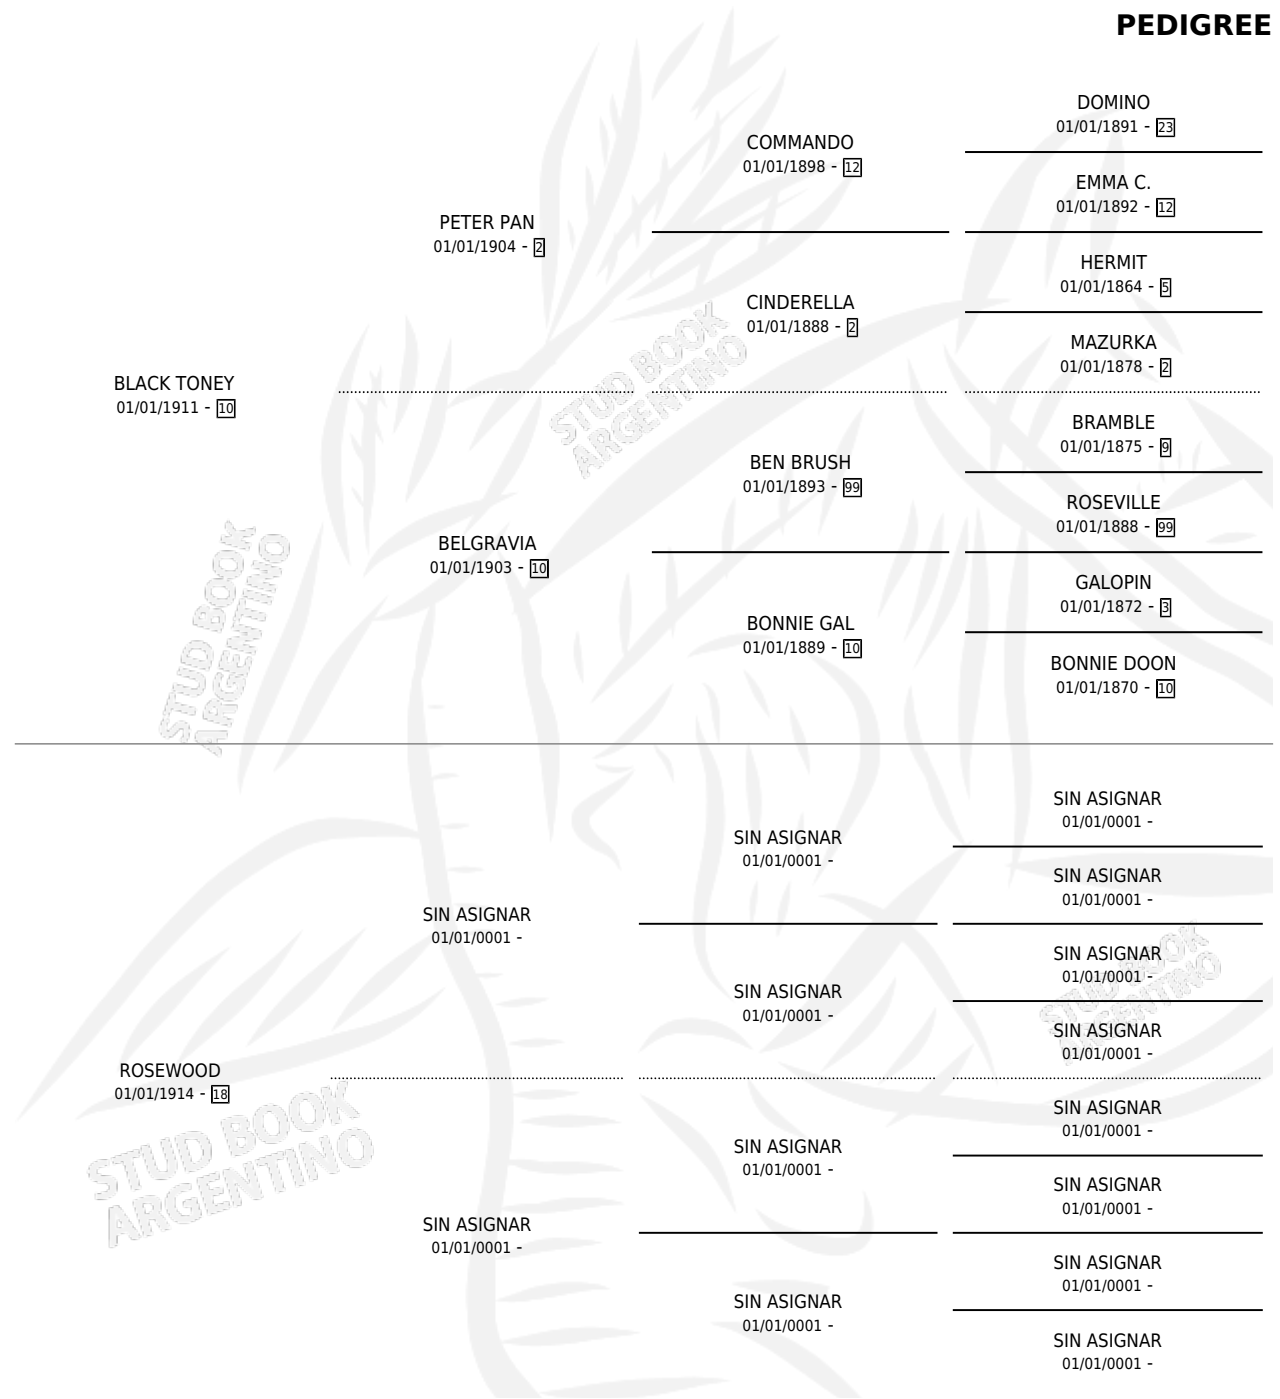 PEDIGREE
DOMINO
01/01/1891 - 23
COMMANDO
01/01/1898 - 12
EMMA C.
01/01/1892 - 12
PETER PAN
01/01/1904 - 2
HERMIT
01/01/1864 - 5
CINDERELLA
01/01/1888 - 2
MAZURKA
01/01/1878 - 2
BLACK TONEY
01/01/1911 - 10
BRAMBLE
01/01/1875 - 9
BEN BRUSH
01/01/1893 - 99
ROSEVILLE
01/01/1888 - 99
BELGRAVIA
01/01/1903 - 10
GALOPIN
01/01/1872 - 3
BONNIE GAL
01/01/1889 - 10
BONNIE DOON
01/01/1870 - 10
SIN ASIGNAR
01/01/0001 -
SIN ASIGNAR
01/01/0001 -
SIN ASIGNAR
01/01/0001 -
SIN ASIGNAR
01/01/0001 -
SIN ASIGNAR
01/01/0001 -
SIN ASIGNAR
01/01/0001 -
SIN ASIGNAR
01/01/0001 -
ROSEWOOD
01/01/1914 - 18
SIN ASIGNAR
01/01/0001 -
SIN ASIGNAR
01/01/0001 -
SIN ASIGNAR
01/01/0001 -
SIN ASIGNAR
01/01/0001 -
SIN ASIGNAR
01/01/0001 -
SIN ASIGNAR
01/01/0001 -
SIN ASIGNAR
01/01/0001 -
STUD BOOK
ARGENTINO
STUD BOOK
ARGENTINO
STUD BOOK
ARGENTINO
STUD BOOK
ARGENTINO